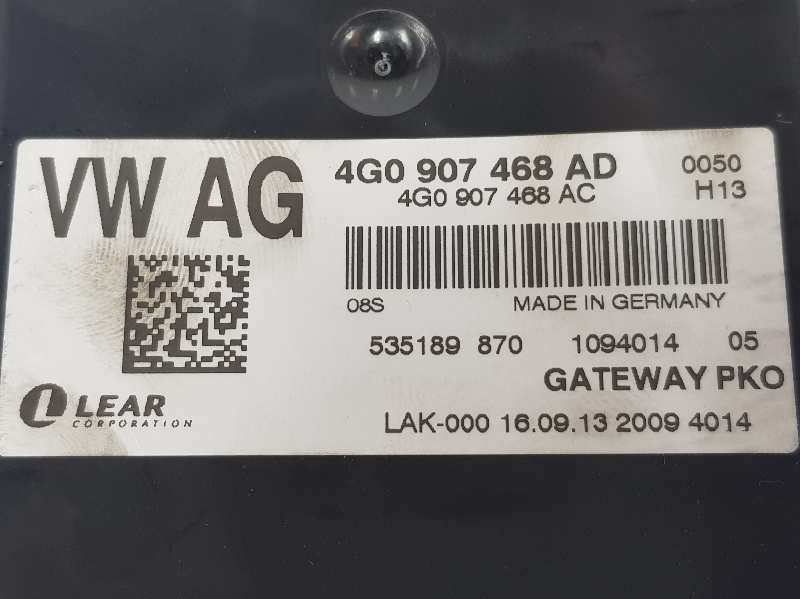 VW AG
4G0 907 468 AD 0050
4G0 907 468 AC H13
08S MADE IN GERMANY
535189 870 1094014 05
GATEWAY PKO
LEAR
CORPORATION
LAK-000 16.09.13 2009 4014